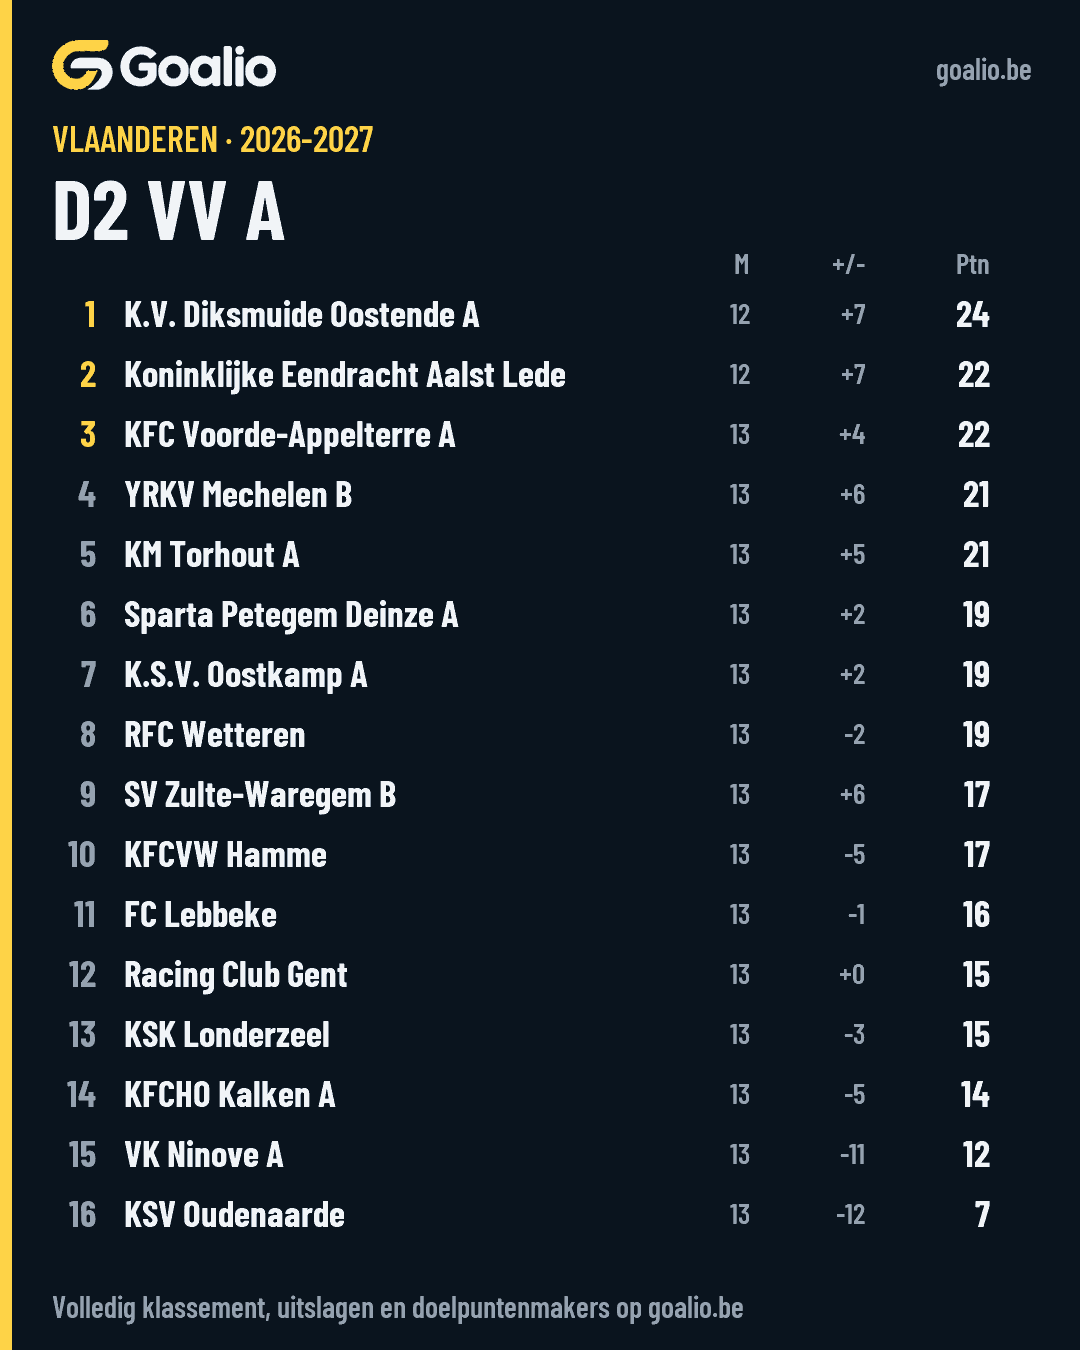 Goalio
goalio.be
VLAANDEREN · 2026-2027
D2 VV A
M +/- Ptn
1 K.V. Diksmuide Oostende A 12 +7 24
2 Koninklijke Eendracht Aalst Lede 12 +7 22
3 KFC Voorde-Appelterre A 13 +4 22
4 YRKV Mechelen B 13 +6 21
5 KM Torhout A 13 +5 21
6 Sparta Petegem Deinze A 13 +2 19
7 K.S.V. Oostkamp A 13 +2 19
8 RFC Wetteren 13 -2 19
9 SV Zulte-Waregem B 13 +6 17
10 KFCVW Hamme 13 -5 17
11 FC Lebbeke 13 -1 16
12 Racing Club Gent 13 +0 15
13 KSK Londerzeel 13 -3 15
14 KFCHO Kalken A 13 -5 14
15 VK Ninove A 13 -11 12
16 KSV Oudenaarde 13 -12 7
Volledig klassement, uitslagen en doelpuntenmakers op goalio.be